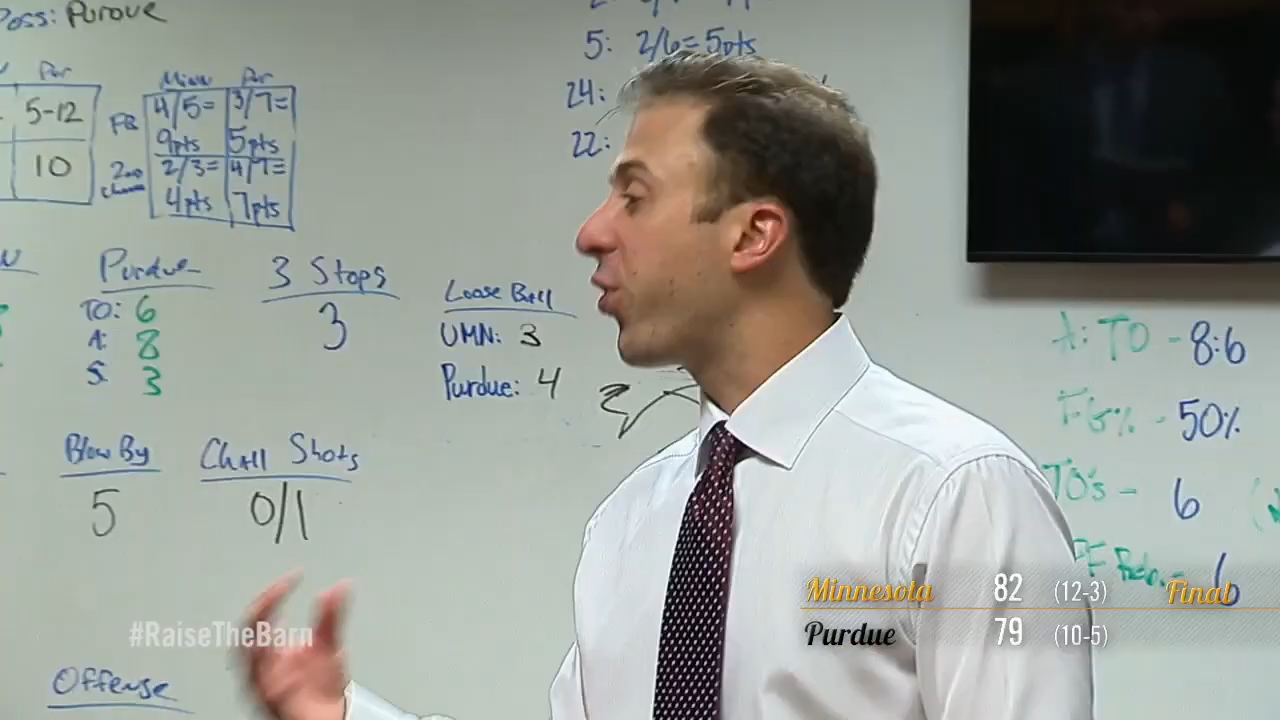 Poss: Purdue
Par
5-12
10
Minn Par
FB 4/5= 3/7=
9pts 5pts
2nd chance 2/3= 4/7=
4pts 7pts
5: 2/6=5pts
24:
22:
Purdue
TO: 6
A: 8
S: 3
3 Stops
3
Loose Ball
UMN: 3
Purdue: 4
Blow By
5
Chall Shots
0/1
Offense
A:TO - 8:6
FG% - 50%
TO's - 6
6
#RaiseTheBarn
Minnesota 82 (12-3) Final
Purdue 79 (10-5)